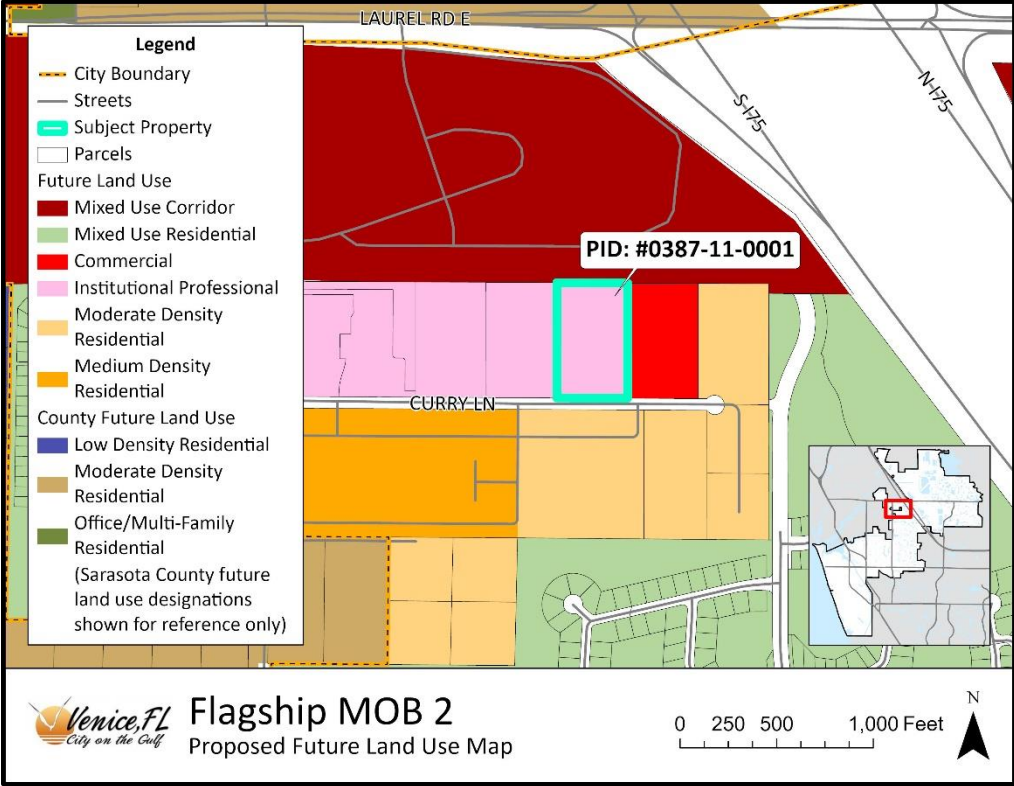 LAUREL RD E
Legend
City Boundary
Streets
Subject Property
Parcels
Future Land Use
Mixed Use Corridor
Mixed Use Residential
Commercial
Institutional Professional
Moderate Density
Residential
Medium Density
Residential
County Future Land Use
Low Density Residential
Moderate Density
Residential
Office/Multi-Family
Residential
(Sarasota County future
land use designations
shown for reference only)
S-I75
N-I75
PID: #0387-11-0001
CURRY LN
Venice, FL
City on the Gulf
Flagship MOB 2
Proposed Future Land Use Map
0 250 500 1,000 Feet
N